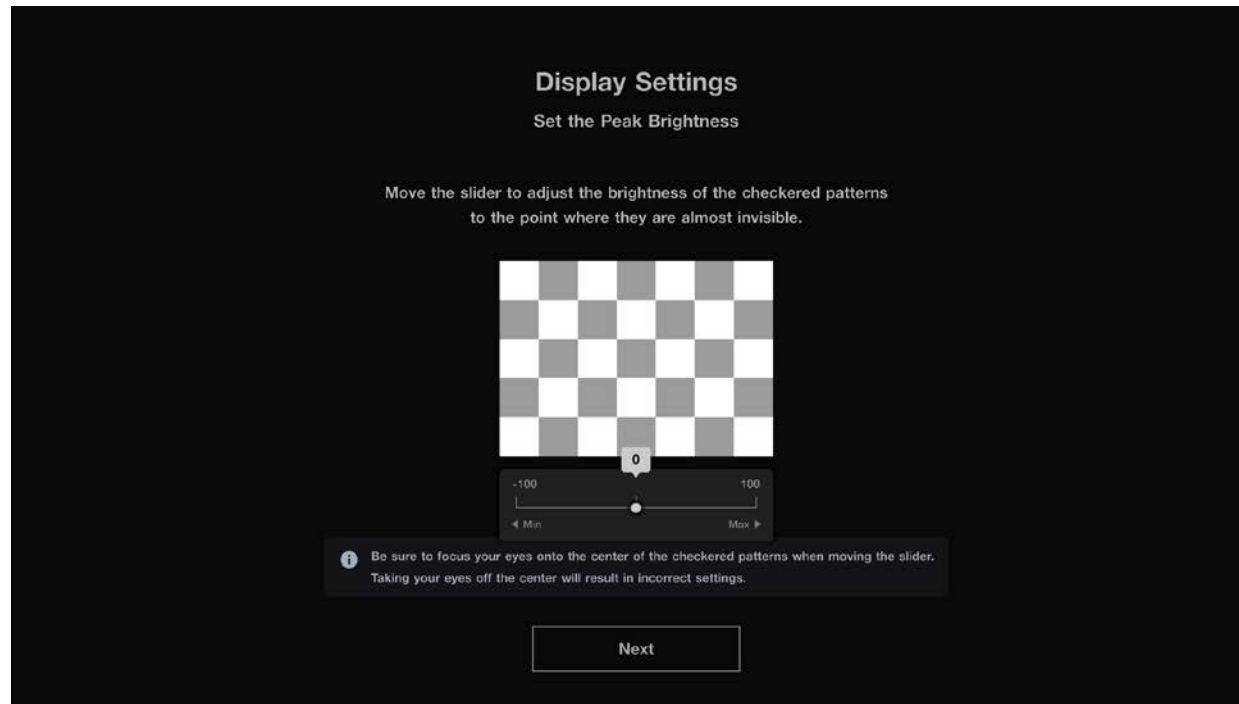 Display Settings
Set the Peak Brightness
Move the slider to adjust the brightness of the checkered patterns
to the point where they are almost invisible.
0
-100 100
◀ Min Max ▶
Be sure to focus your eyes onto the center of the checkered patterns when moving the slider.
Taking your eyes off the center will result in incorrect settings.
Next